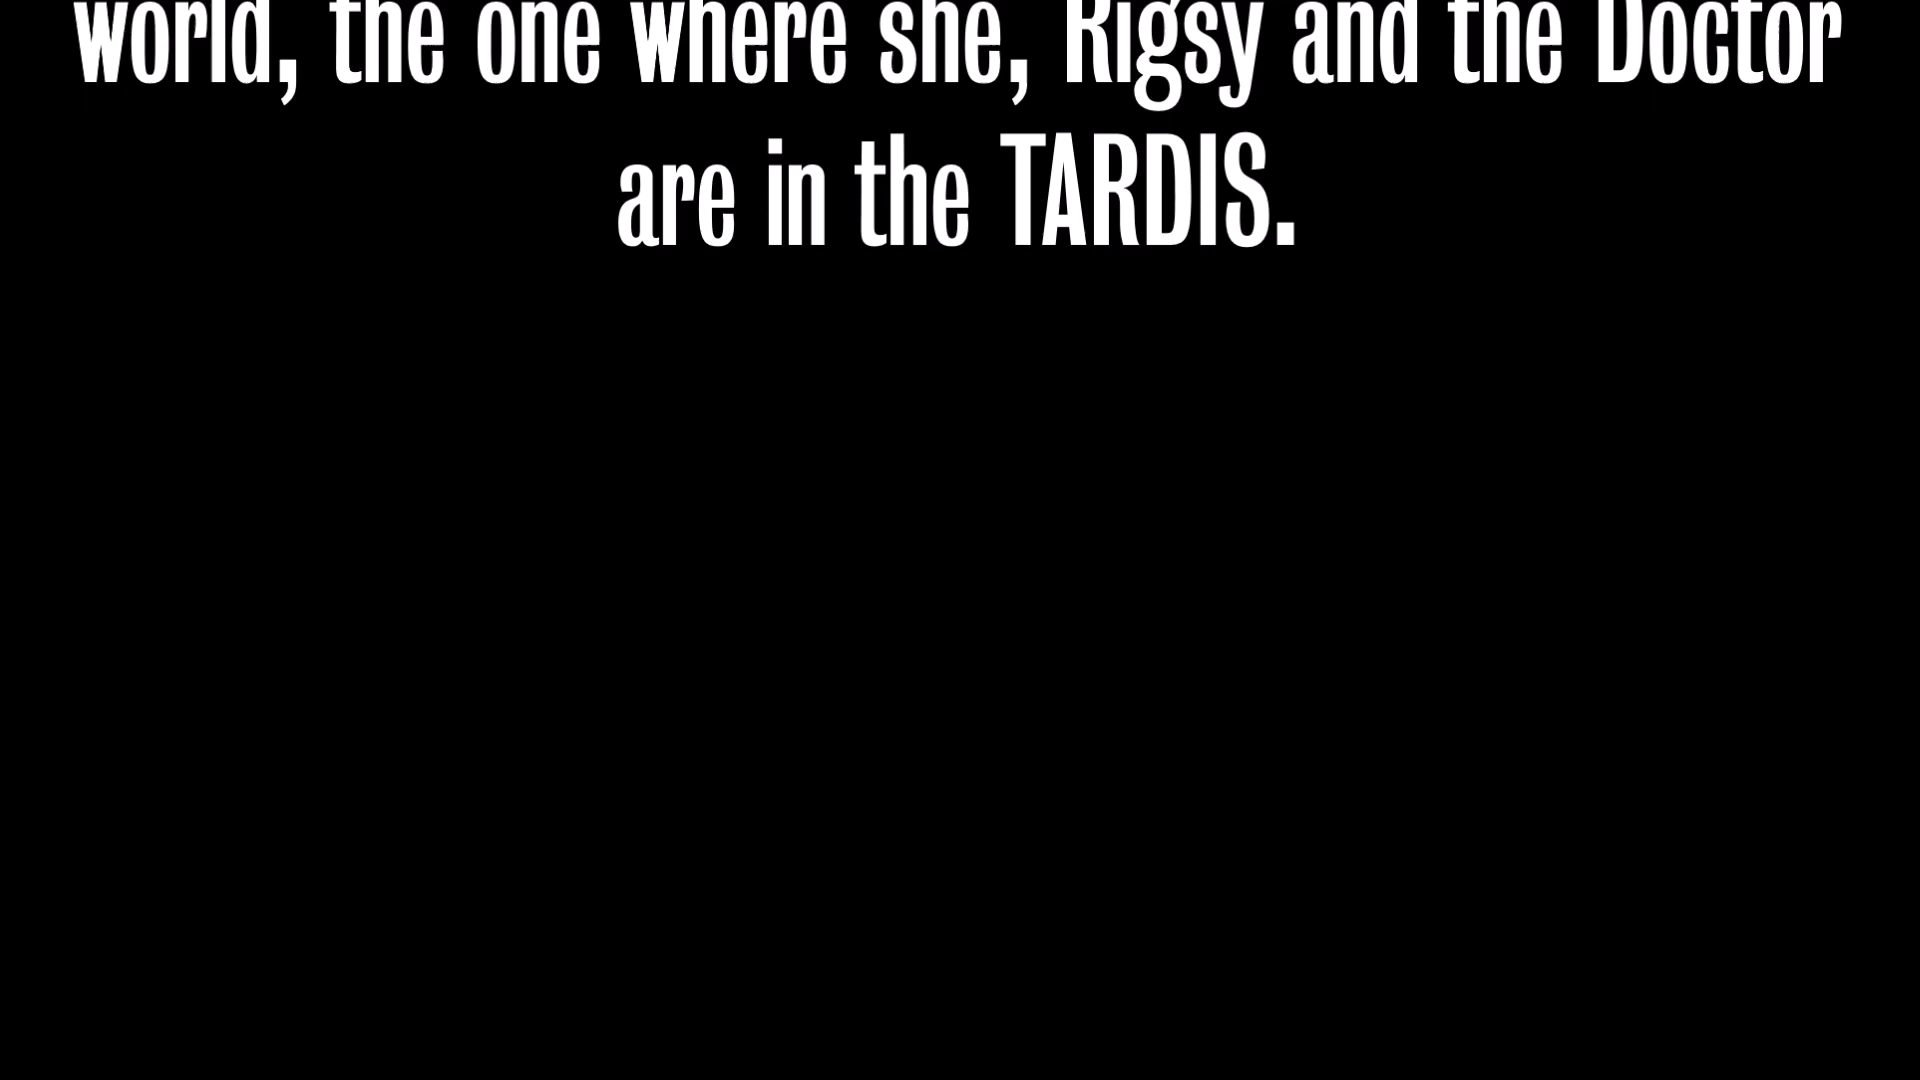 world, the one where she, Rigsy and the Doctor
are in the TARDIS.